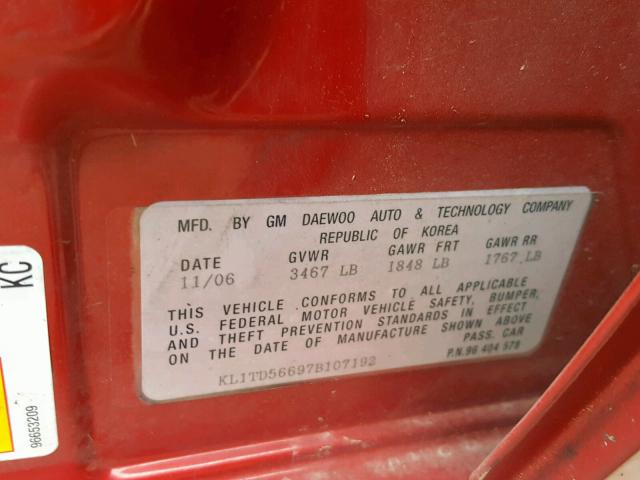 MFD. BY GM DAEWOO AUTO & TECHNOLOGY COMPANY
REPUBLIC OF KOREA
DATE GVWR GAWR FRT GAWR RR
11/06 3467 LB 1848 LB 1767 LB
THIS VEHICLE CONFORMS TO ALL APPLICABLE
U.S. FEDERAL MOTOR VEHICLE SAFETY, BUMPER,
AND THEFT PREVENTION STANDARDS IN EFFECT
ON THE DATE OF MANUFACTURE SHOWN ABOVE
PASS. CAR
KL1TD56697B107192
P.N. 96 404 578
KC
96653209